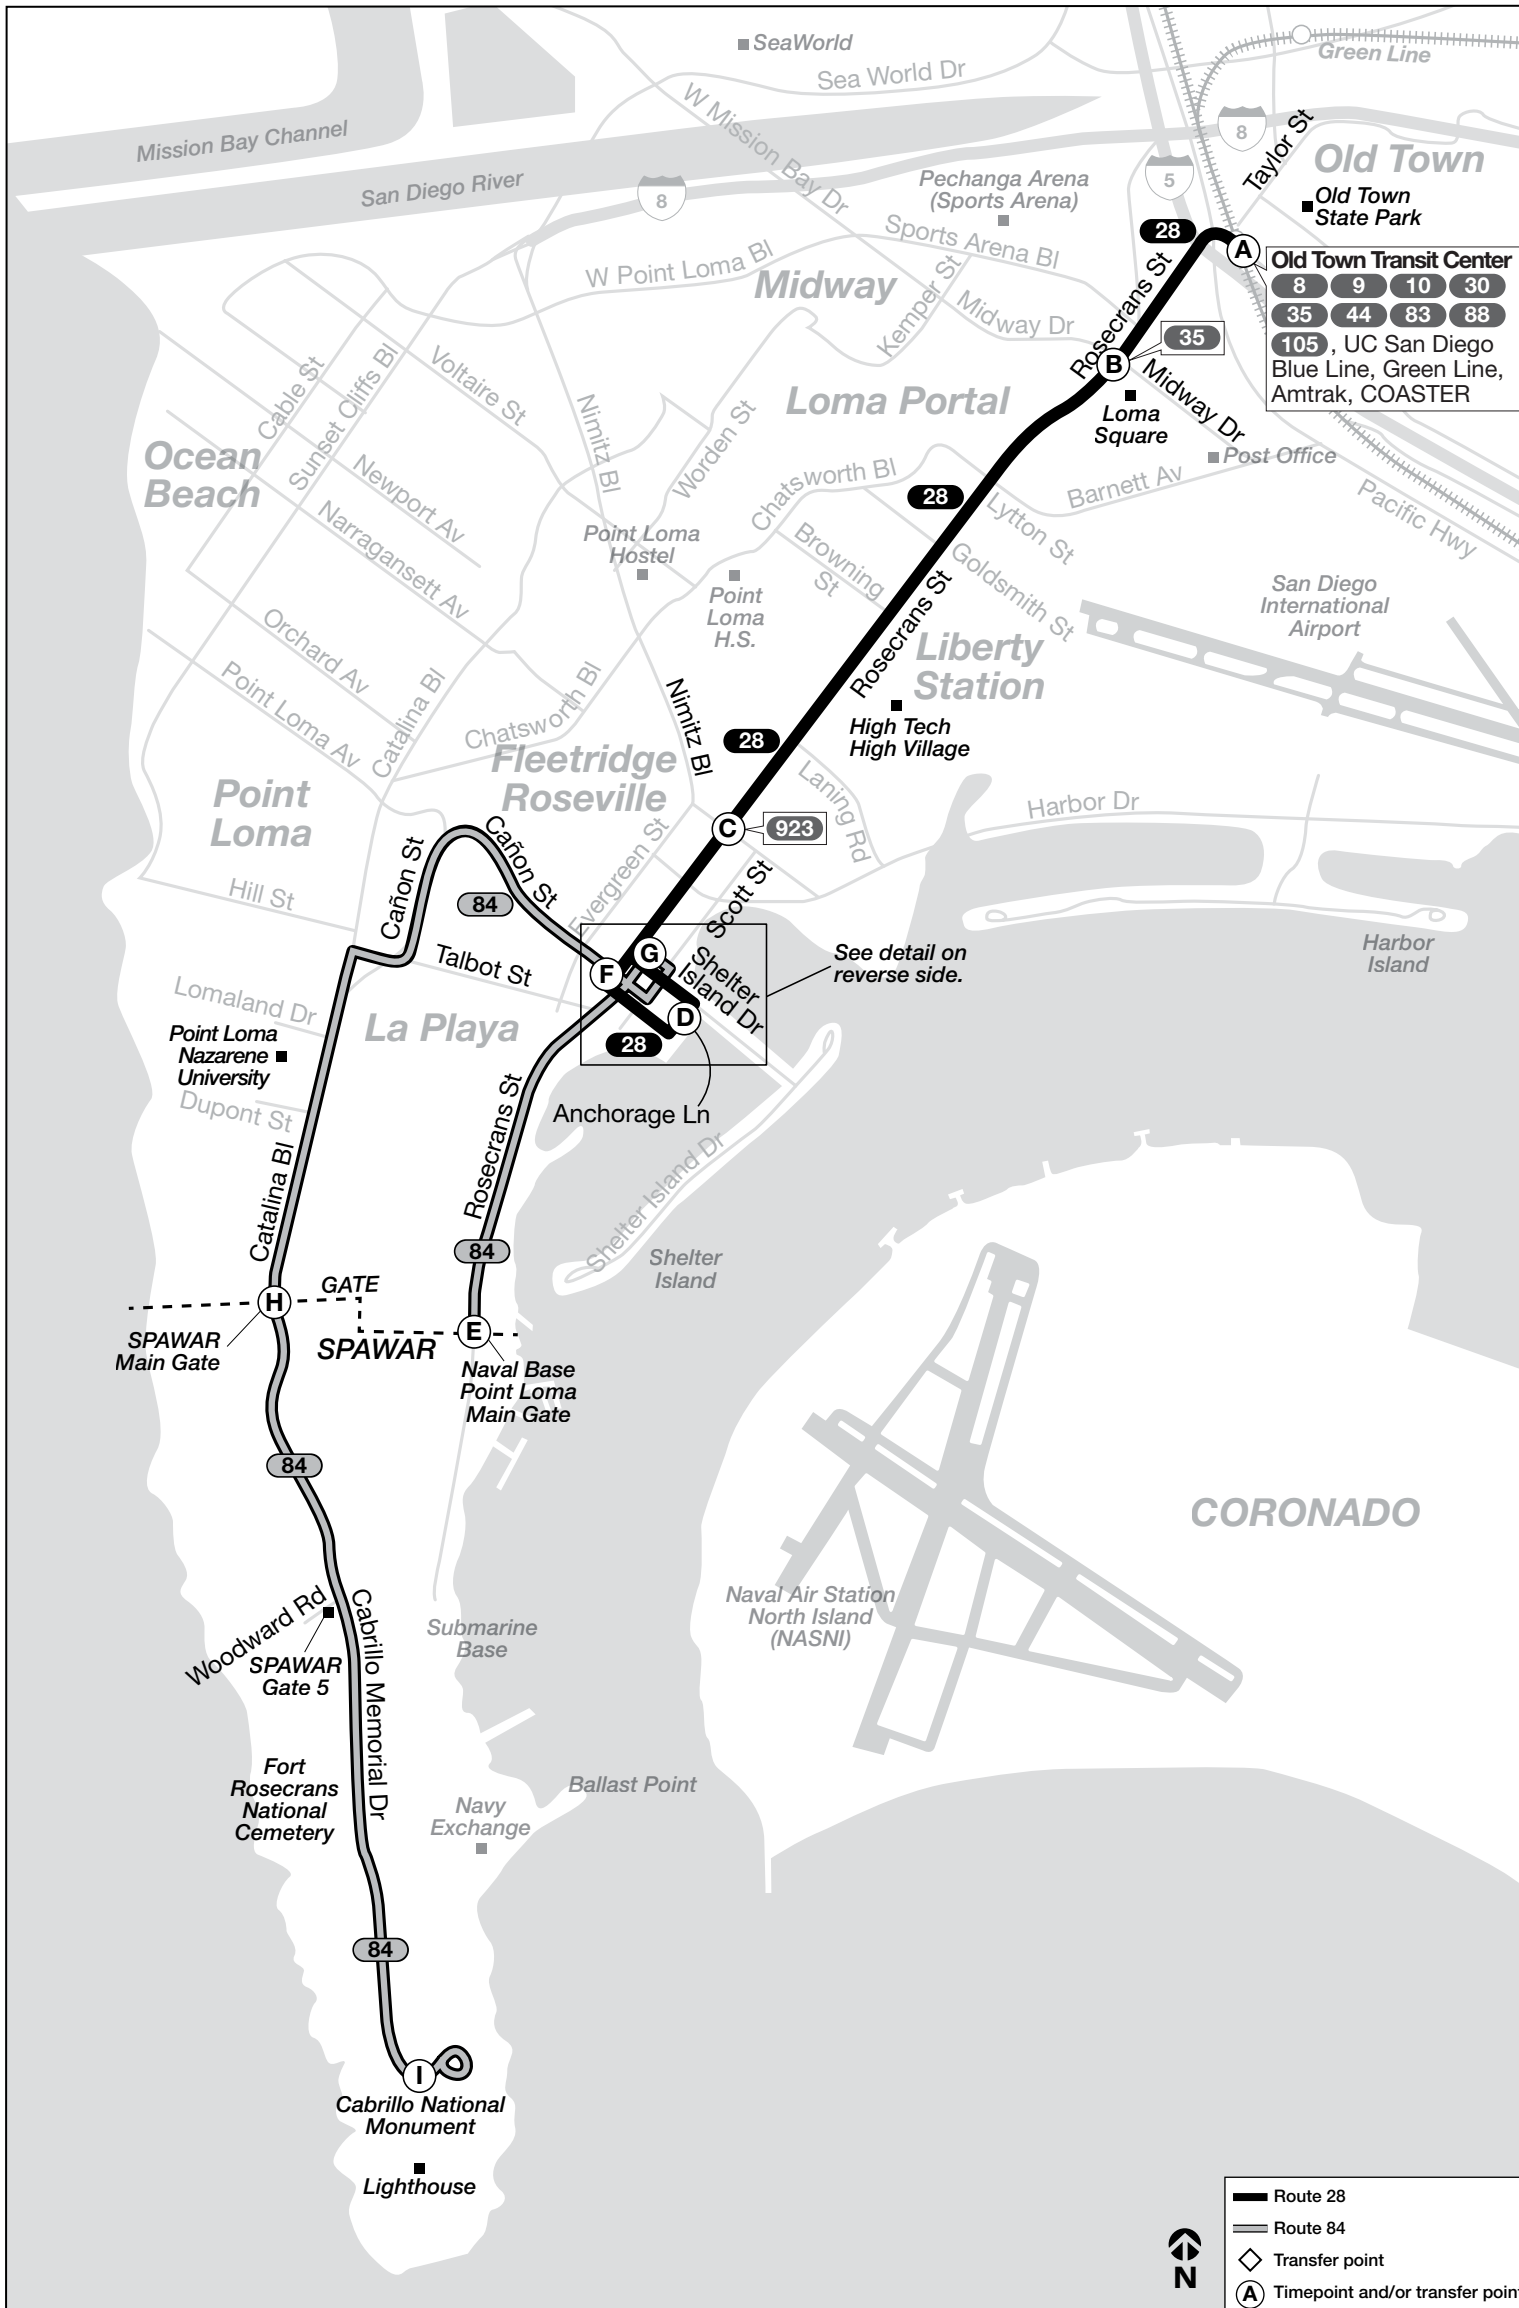 SeaWorld
Sea World Dr
Green Line
Mission Bay Channel
W Mission Bay Dr
8
Taylor St
Old Town
San Diego River
8
5
Pechanga Arena
(Sports Arena)
Old Town
State Park
28
A
Sports Arena Bl
W Point Loma Bl
Midway
Kemper St
Midway Dr
Rosecrans St
Old Town Transit Center
8 9 10 30
35 44 83 88
105 , UC San Diego
Blue Line, Green Line,
Amtrak, COASTER
35
B
Midway Dr
Loma
Square
Post Office
Cable St
Sunset Cliffs Bl
Voltaire St
Nimitz Bl
Worden St
Loma Portal
Ocean
Beach
Newport Av
Narragansett Av
Chatsworth Bl
28
Lytton St
Barnett Av
Pacific Hwy
Point Loma
Hostel
Browning
St
Goldsmith St
Point
Loma
H.S.
San Diego
International
Airport
Orchard Av
Point Loma Av
Catalina Bl
Chatsworth Bl
Rosecrans St
Liberty
Station
High Tech
High Village
Nimitz Bl
28
Fleetridge
Roseville
Laning Rd
Harbor Dr
Point
Loma
C
923
Cañon St
Cañon St
Evergreen St
Scott St
Hill St
84
Talbot St
F
G
Shelter
Island Dr
See detail on
reverse side.
Harbor
Island
Lomaland Dr
La Playa
D
28
Point Loma
Nazarene
University
Dupont St
Anchorage Ln
Catalina Bl
Rosecrans St
Shelter Island Dr
84
Shelter
Island
GATE
H
SPAWAR
Main Gate
SPAWAR
E
Naval Base
Point Loma
Main Gate
84
CORONADO
Woodward Rd
SPAWAR
Gate 5
Cabrillo Memorial Dr
Submarine
Base
Naval Air Station
North Island
(NASNI)
Fort
Rosecrans
National
Cemetery
Navy
Exchange
Ballast Point
84
I
Cabrillo National
Monument
Lighthouse
N
Route 28
Route 84
Transfer point
A Timepoint and/or transfer point